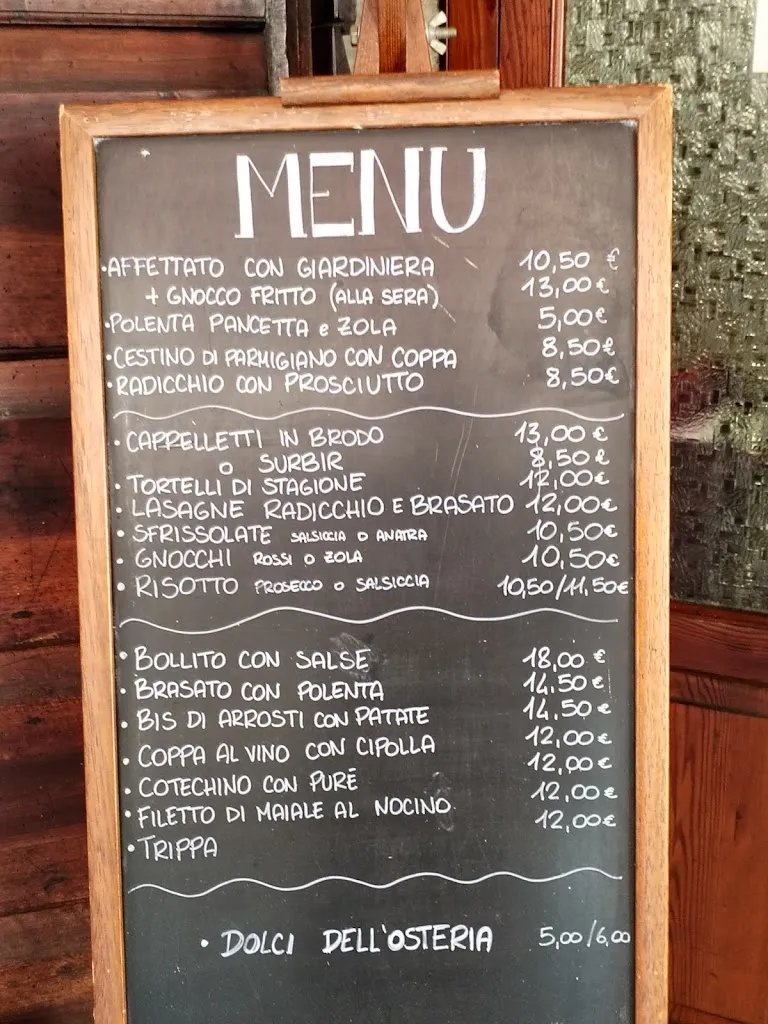 MENU
• AFFETTATO CON GIARDINIERA 10,50 €
+ GNOCCO FRITTO (ALLA SERA) 13,00 €
• POLENTA PANCETTA e ZOLA 5,00 €
• CESTINO DI PARMIGIANO CON COPPA 8,50 €
• RADICCHIO CON PROSCIUTTO 8,50 €
• CAPPELLETTI IN BRODO 13,00 €
O SURBIR 8,50 €
• TORTELLI DI STAGIONE 12,00 €
• LASAGNE RADICCHIO E BRASATO 12,00 €
• SFRISSOLATE SALSICCIA O ANATRA 10,50 €
• GNOCCHI ROSSI O ZOLA 10,50 €
• RISOTTO PROSECCO O SALSICCIA 10,50/11,50 €
• BOLLITO CON SALSE 18,00 €
• BRASATO CON POLENTA 14,50 €
• BIS DI ARROSTI CON PATATE 14,50 €
• COPPA AL VINO CON CIPOLLA 12,00 €
• COTECHINO CON PURÈ 12,00 €
• FILETTO DI MAIALE AL NOCINO 12,00 €
• TRIPPA 12,00 €
• DOLCI DELL'OSTERIA 5,00/6,00